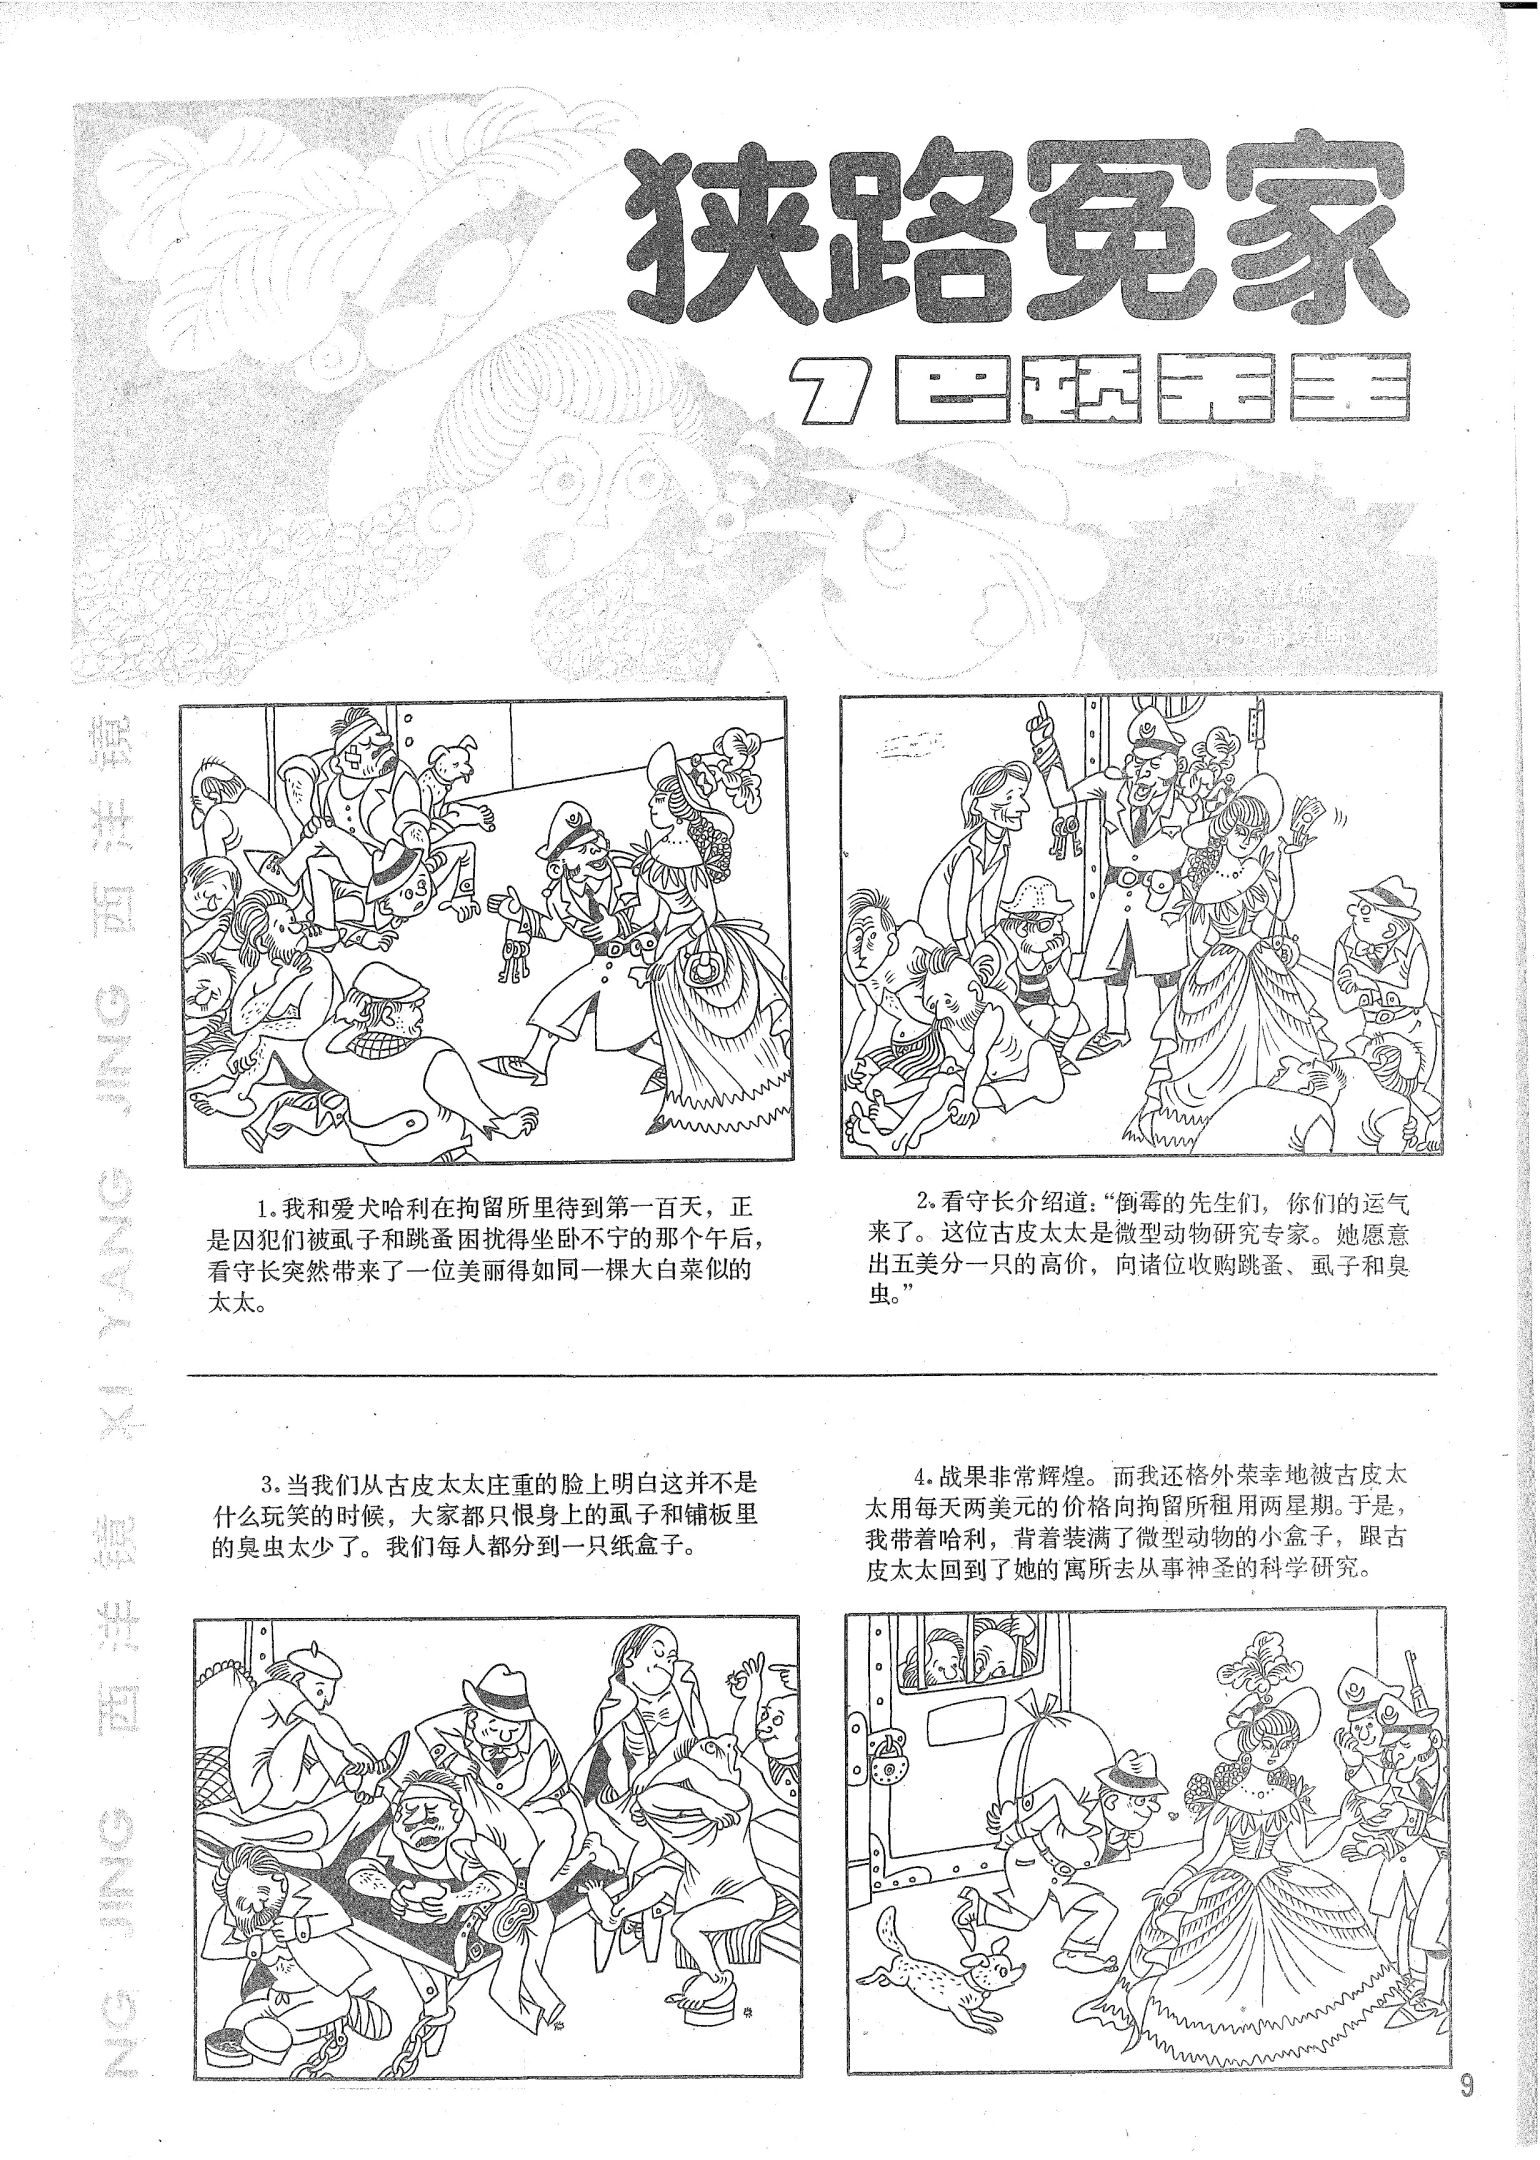 狭路冤家
7 巴顿先生
1.我和爱犬哈利在拘留所里待到第一百天，正
是囚犯们被虱子和跳蚤困扰得坐卧不宁的那个午后，
看守长突然带来了一位美丽得如同一棵大白菜似的
太太。
2.看守长介绍道：“倒霉的先生们，你们的运气
来了。这位古皮太太是微型动物研究专家。她愿意
出五美分一只的高价，向诸位收购跳蚤、虱子和臭
虫。”
3.当我们从古皮太太庄重的脸上明白这并不是
什么玩笑的时候，大家都只恨身上的虱子和铺板里
的臭虫太少了。我们每人都分到一只纸盒子。
4.战果非常辉煌。而我还格外荣幸地被古皮太
太用每天两美元的价格向拘留所租用两星期。于是，
我带着哈利，背着装满了微型动物的小盒子，跟古
皮太太回到了她的寓所去从事神圣的科学研究。
NG JING 西洋镜 XI YANG JING 西洋镜
9